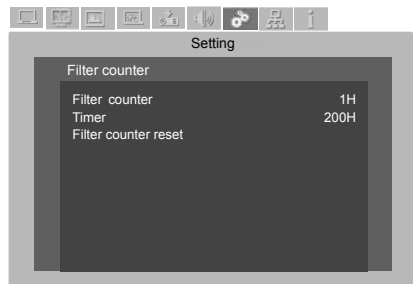 Setting
Filter counter
Filter counter 1H
Timer 200H
Filter counter reset